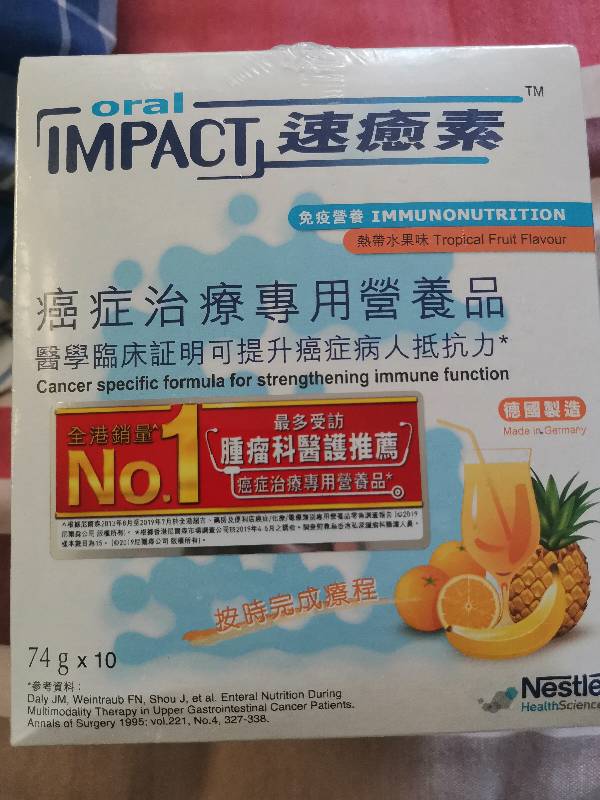 oral
IMPACT 速癒素 TM
免疫營養 IMMUNONUTRITION
熱帶水果味 Tropical Fruit Flavour
癌症治療專用營養品
醫學臨床証明可提升癌症病人抵抗力*
Cancer specific formula for strengthening immune function
德國製造
Made in Germany
全港銷量^
No.1
最多受訪
腫瘤科醫護推薦
癌症治療專用營養品*
按時完成療程
74 g x 10
*參考資料：
Daly JM, Weintraub FN, Shou J, et al. Enteral Nutrition During
Multimodality Therapy in Upper Gastrointestinal Cancer Patients.
Annals of Surgery 1995; vol.221, No.4, 327-338.
Nestlé
HealthScience